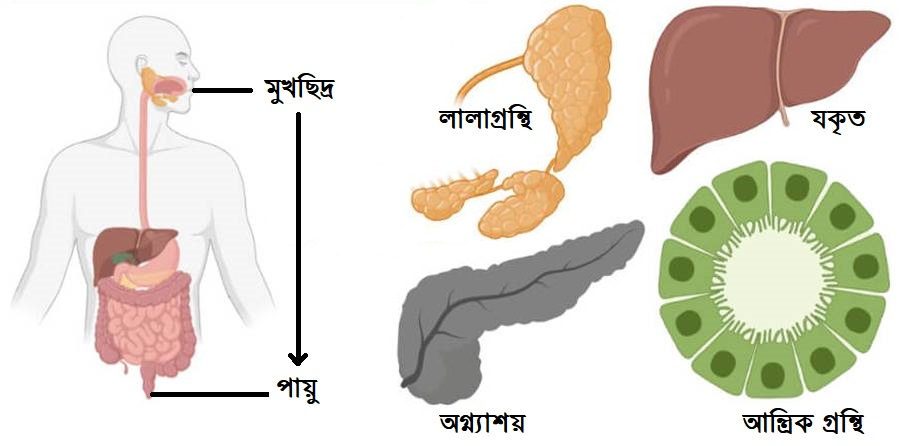 মুখছিদ্র
পায়ু
লালাগ্রন্থি
যকৃত
অগ্ন্যাশয়
আন্ত্রিক গ্রন্থি